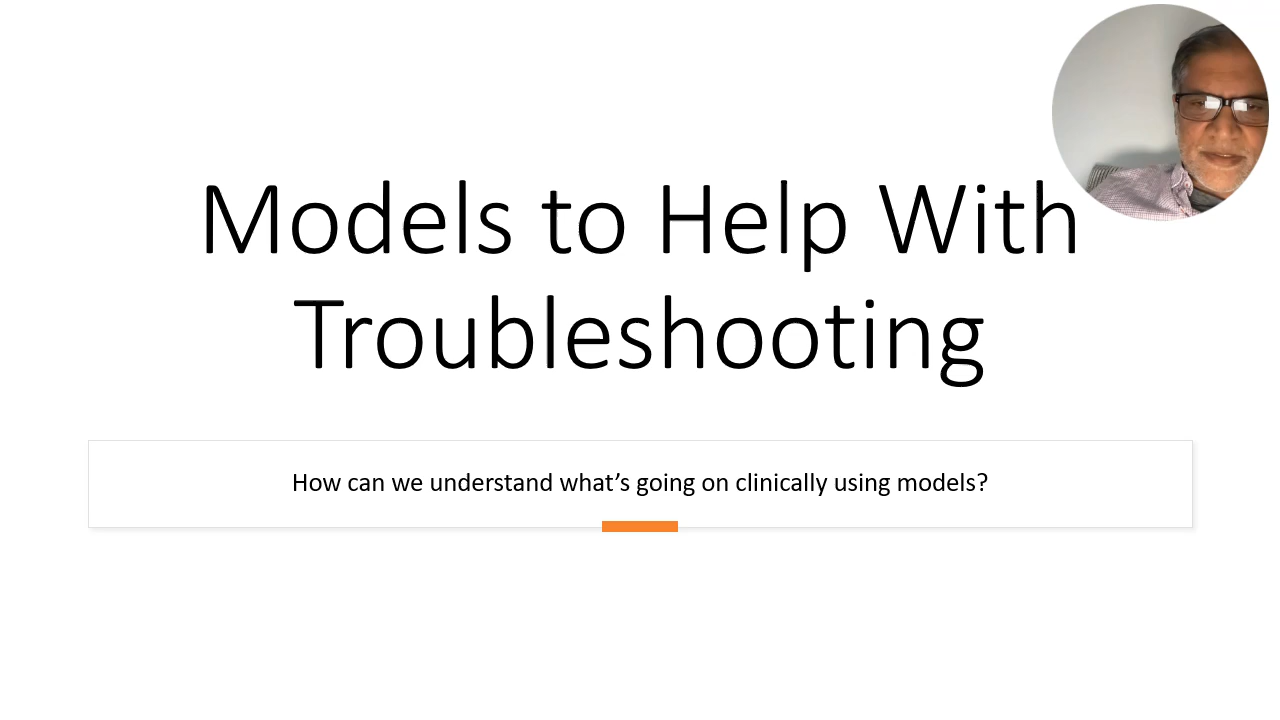 Models to Help With
Troubleshooting
How can we understand what’s going on clinically using models?